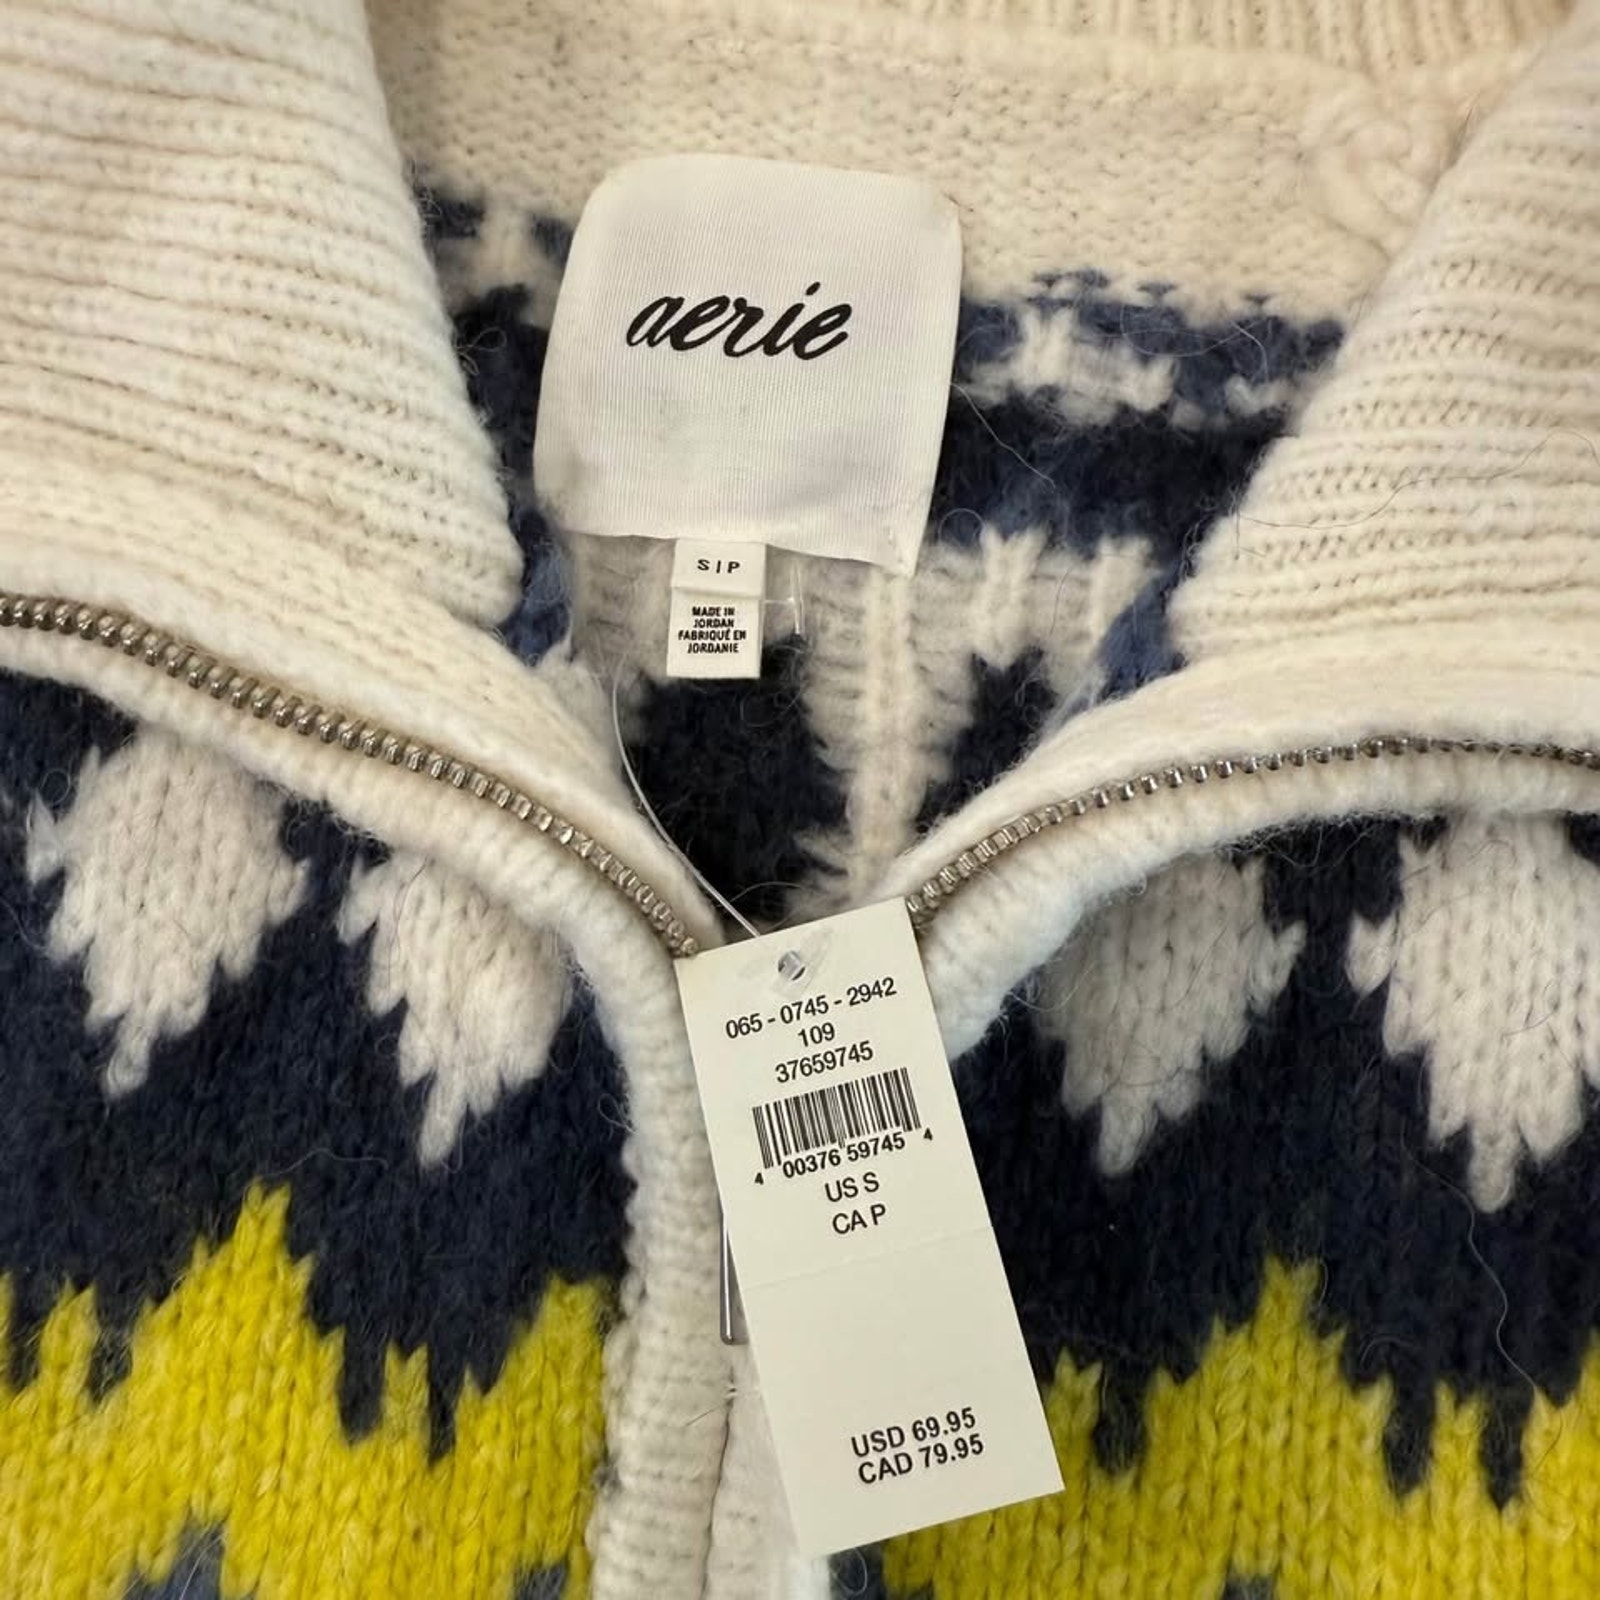 aerie
S|P
MADE IN
JORDAN
FABRIQUÉ EN
JORDANIE
065 - 0745 - 2942
109
37659745
4 00376 59745 4
US S
CA P
USD 69.95
CAD 79.95